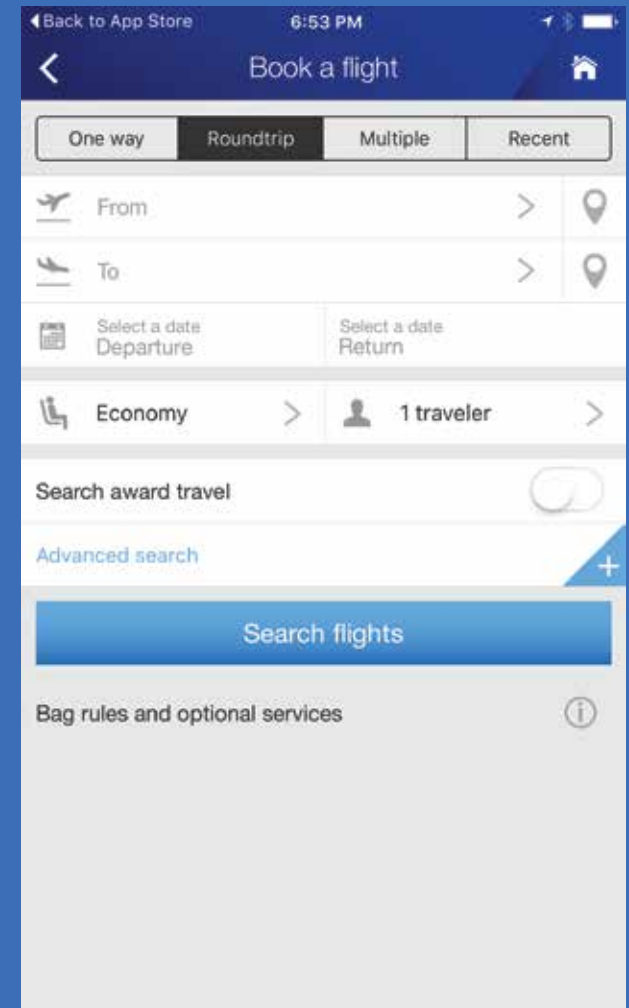 Back to App Store 6:53 PM
Book a flight
One way Roundtrip Multiple Recent
From
To
Select a date Select a date
Departure Return
Economy 1 traveler
Search award travel
Advanced search
Search flights
Bag rules and optional services